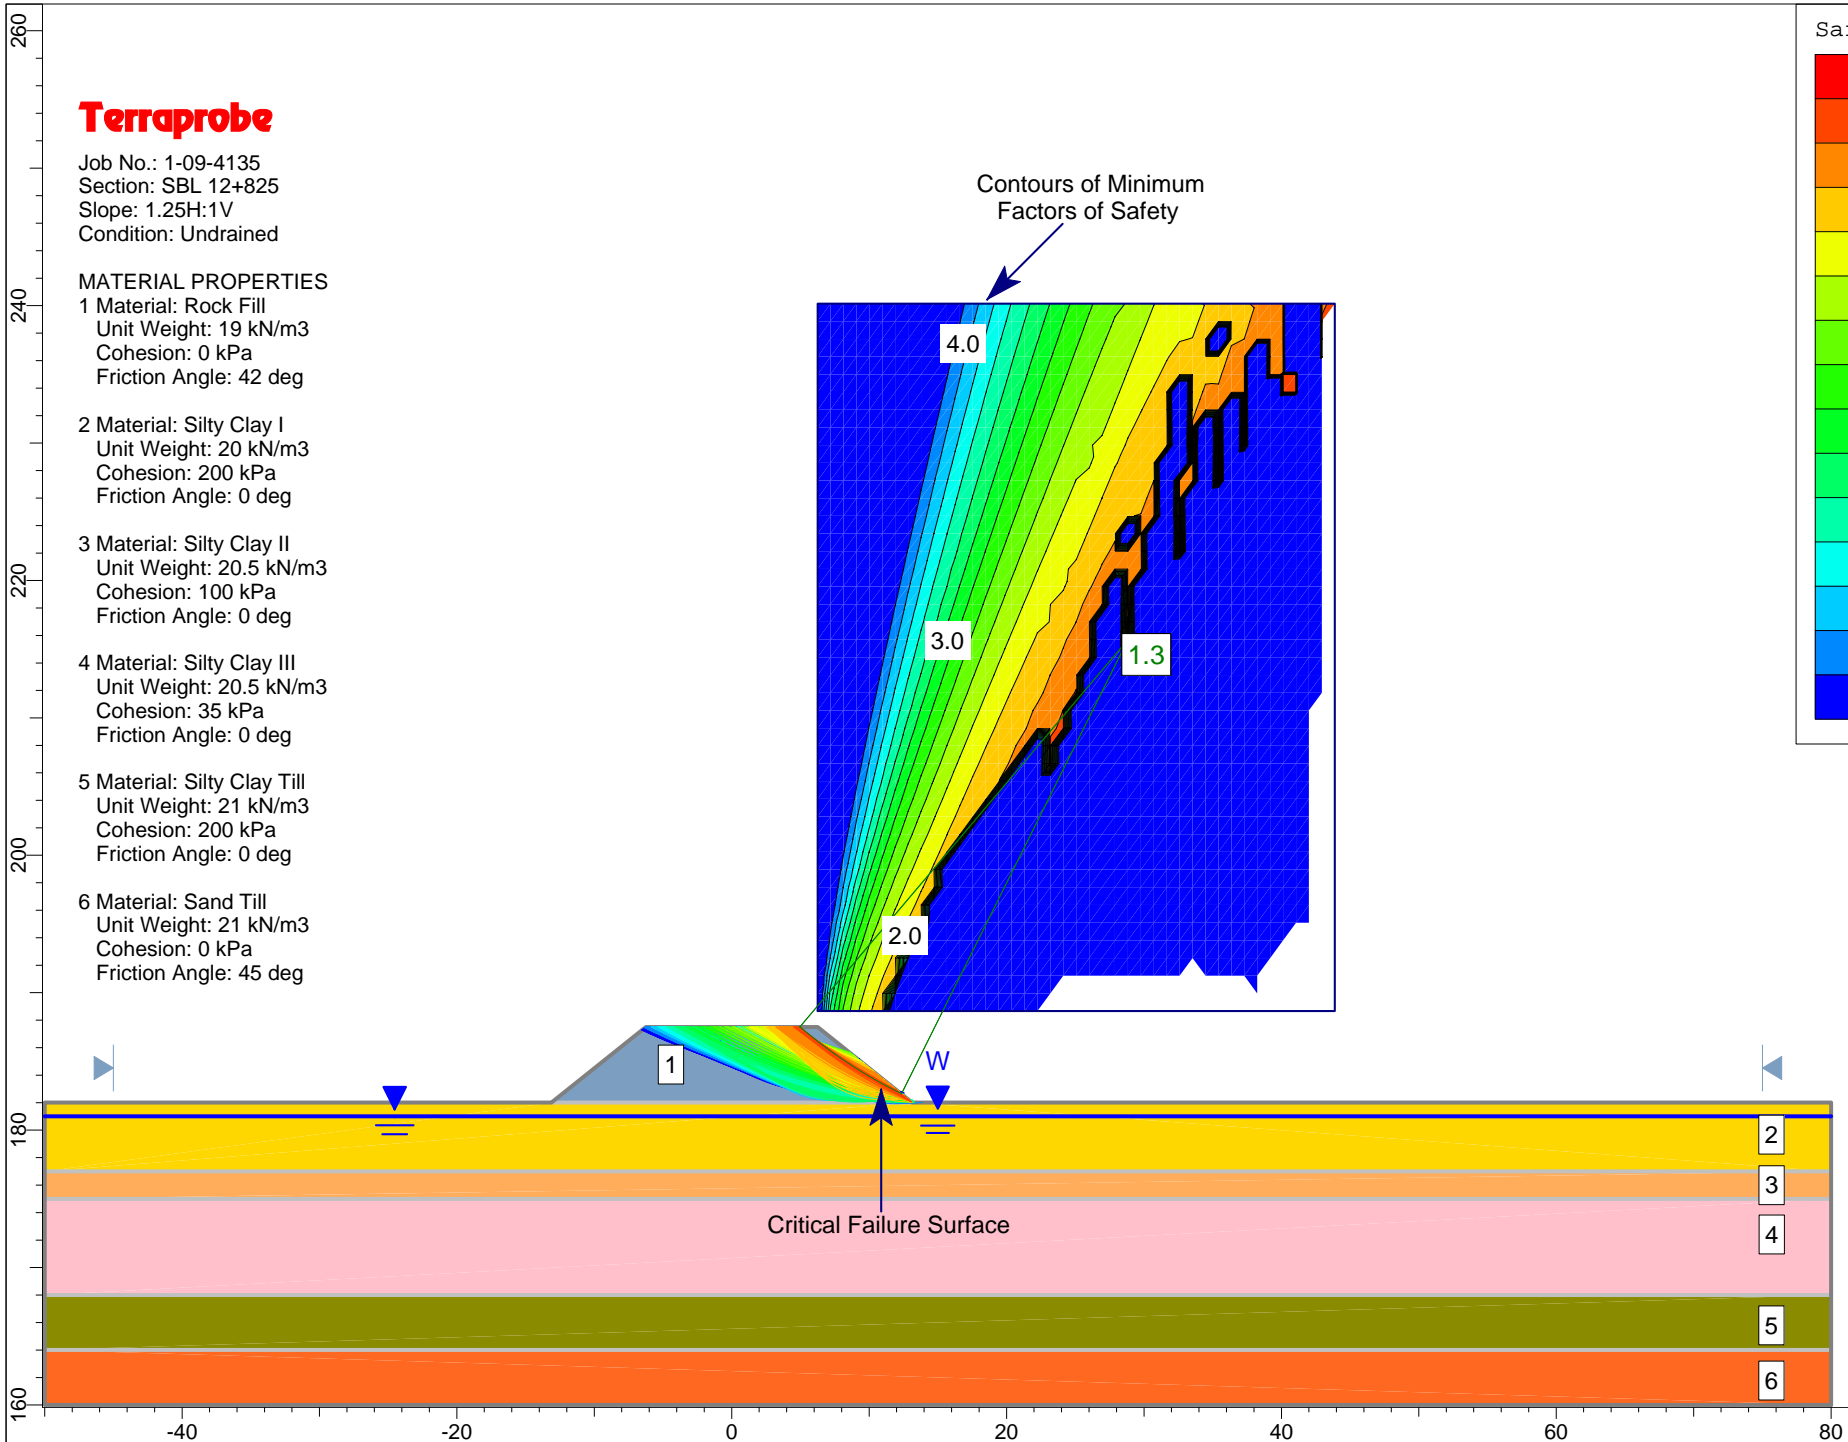 Terraprobe
Job No.: 1-09-4135
Section: SBL 12+825
Slope: 1.25H:1V
Condition: Undrained
MATERIAL PROPERTIES
1 Material: Rock Fill
Unit Weight: 19 kN/m3
Cohesion: 0 kPa
Friction Angle: 42 deg
2 Material: Silty Clay I
Unit Weight: 20 kN/m3
Cohesion: 200 kPa
Friction Angle: 0 deg
3 Material: Silty Clay II
Unit Weight: 20.5 kN/m3
Cohesion: 100 kPa
Friction Angle: 0 deg
4 Material: Silty Clay III
Unit Weight: 20.5 kN/m3
Cohesion: 35 kPa
Friction Angle: 0 deg
5 Material: Silty Clay Till
Unit Weight: 21 kN/m3
Cohesion: 200 kPa
Friction Angle: 0 deg
6 Material: Sand Till
Unit Weight: 21 kN/m3
Cohesion: 0 kPa
Friction Angle: 45 deg
Contours of Minimum
Factors of Safety
4.0
3.0
1.3
2.0
W
1
2
3
4
5
6
Critical Failure Surface
260
240
220
200
180
160
-40
-20
0
20
40
60
80